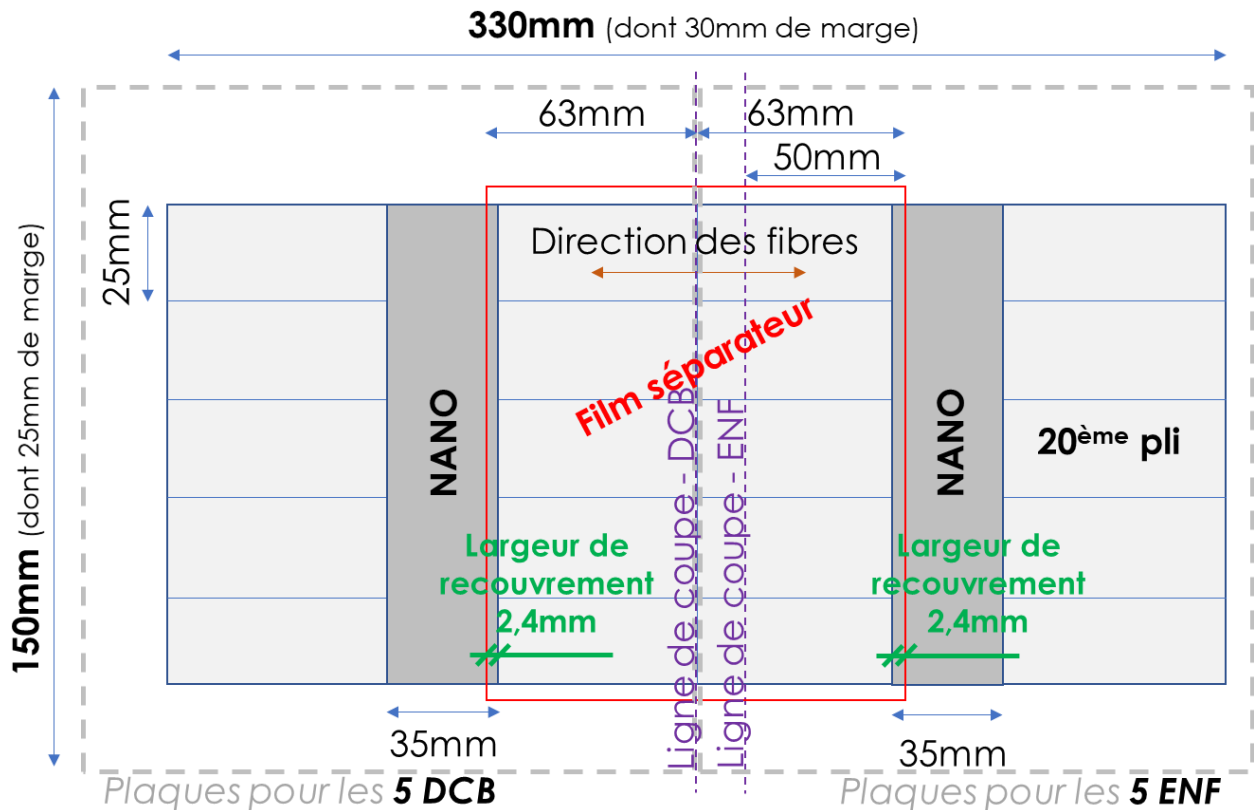 330mm (dont 30mm de marge)
63mm
63mm
50mm
150mm (dont 25mm de marge)
25mm
Direction des fibres
Film séparateur
Ligne de coupe - DCB
Ligne de coupe - ENF
NANO
NANO
20ème pli
Largeur de
recouvrement
2,4mm
Largeur de
recouvrement
2,4mm
35mm
35mm
Plaques pour les 5 DCB
Plaques pour les 5 ENF